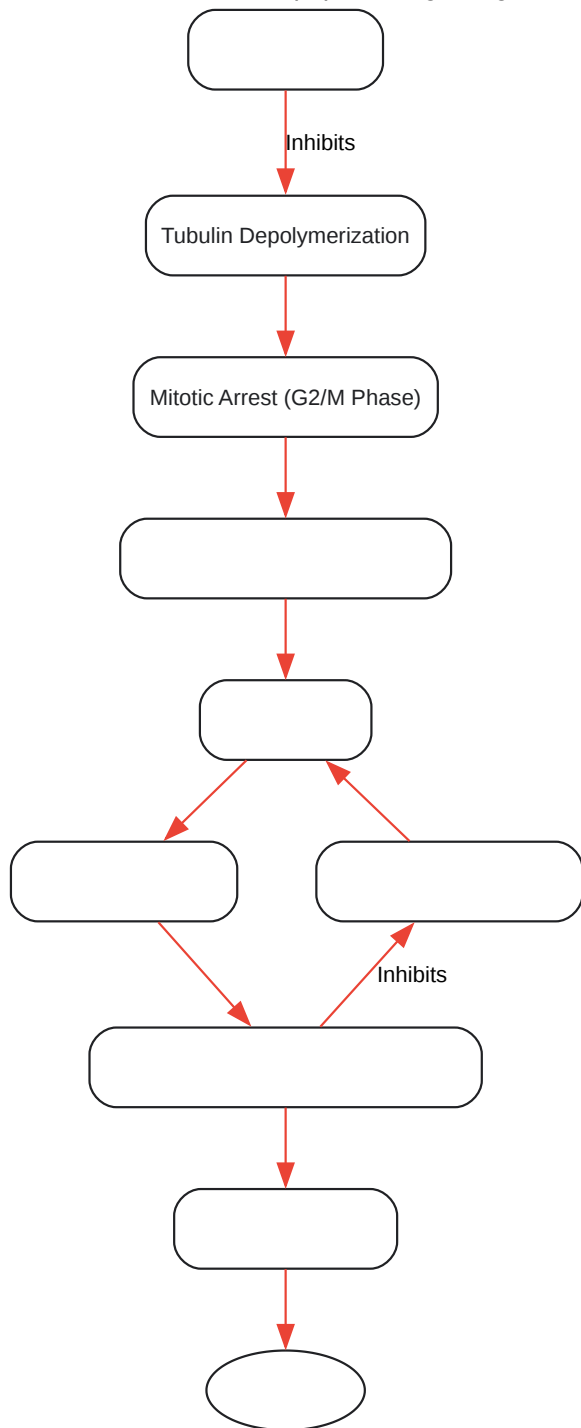 Inhibits
Tubulin Depolymerization
Mitotic Arrest (G2/M Phase)
Inhibits